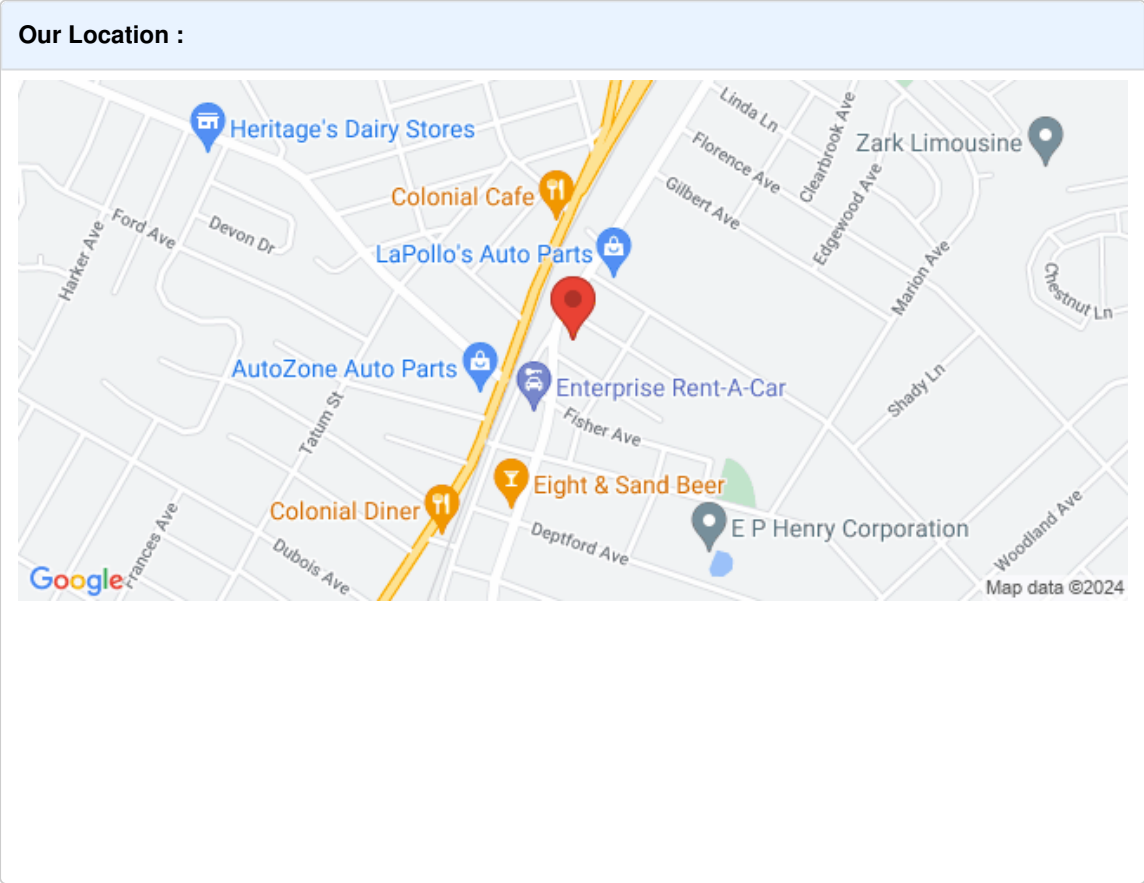 Our Location :
Linda Ln
Clearbrook Ave
Heritage's Dairy Stores
Zark Limousine
Florence Ave
Colonial Cafe
Gilbert Ave
Edgewood Ave
Ford Ave
Devon Dr
Harker Ave
LaPollo's Auto Parts
Marion Ave
Chestnut Ln
AutoZone Auto Parts
Enterprise Rent-A-Car
Shady Ln
Tatum St
Fisher Ave
Eight & Sand Beer
Colonial Diner
E P Henry Corporation
Woodland Ave
Frances Ave
Deptford Ave
Dubois Ave
Google
Map data ©2024